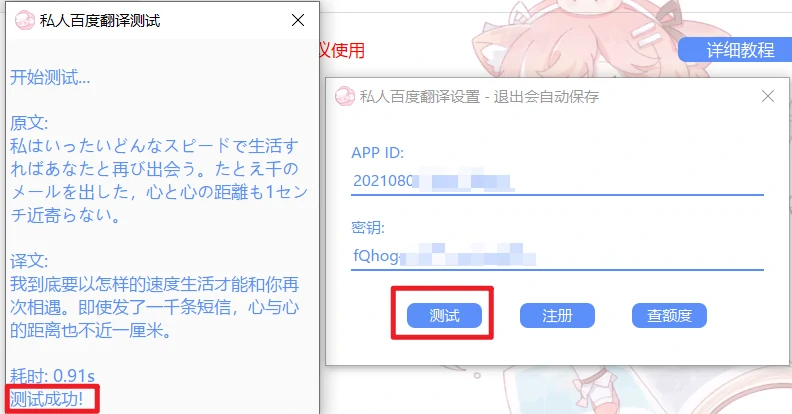 私人百度翻译测试
开始测试...
原文:
私はいったいどんなスピードで生活す
ればあなたと再び出会う。たとえ千の
メールを出した，心と心の距離も1セン
チ近寄らない。
译文:
我到底要以怎样的速度生活才能和你再
次相遇。即使发了一千条短信，心与心
的距离也不近一厘米。
耗时: 0.91s
测试成功!
议使用
详细教程
私人百度翻译设置 - 退出会自动保存
APP ID:
2021080
密钥:
fQhog
测试
注册
查额度